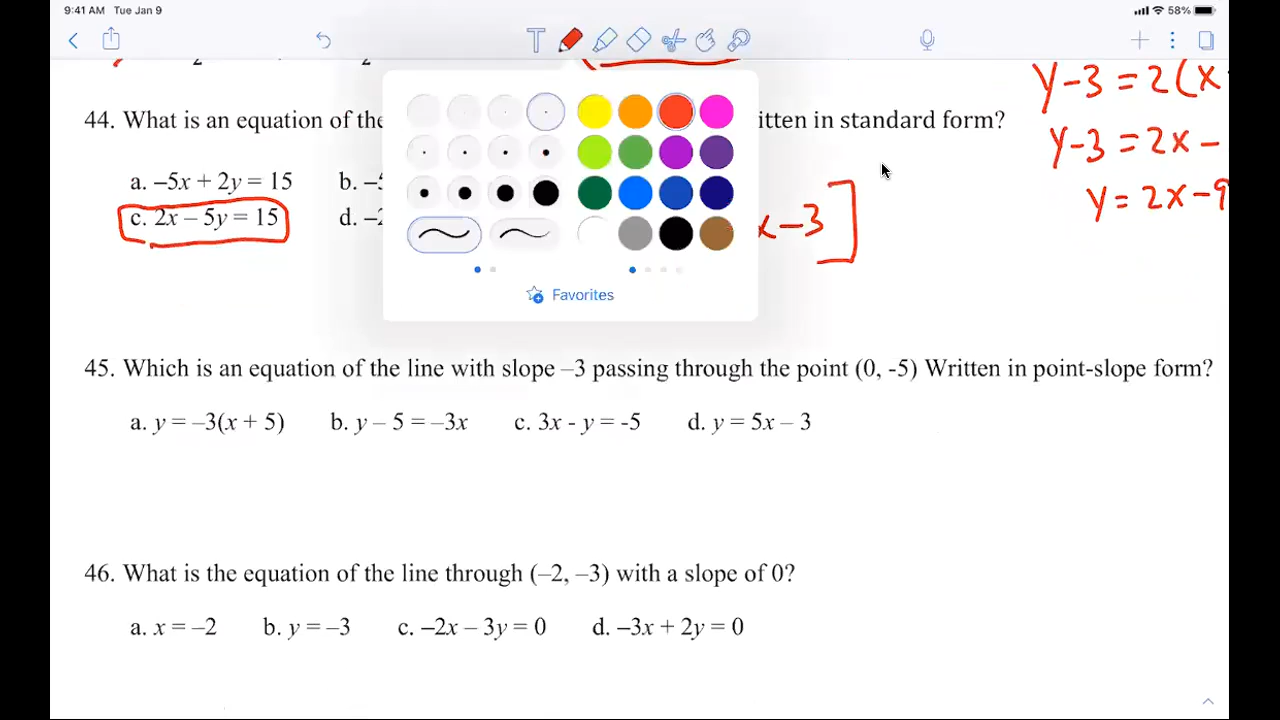 9:41 AM Tue Jan 9 58%
T
y-3 = 2(x
44. What is an equation of the itten in standard form?
y-3 = 2x -
a. –5x + 2y = 15 b.
y = 2x-9
c. 2x – 5y = 15 d. –2 x -3 ]
Favorites
45. Which is an equation of the line with slope –3 passing through the point (0, -5) Written in point-slope form?
a. y = –3(x + 5) b. y – 5 = –3x c. 3x - y = -5 d. y = 5x – 3
46. What is the equation of the line through (–2, –3) with a slope of 0?
a. x = –2 b. y = –3 c. –2x – 3y = 0 d. –3x + 2y = 0